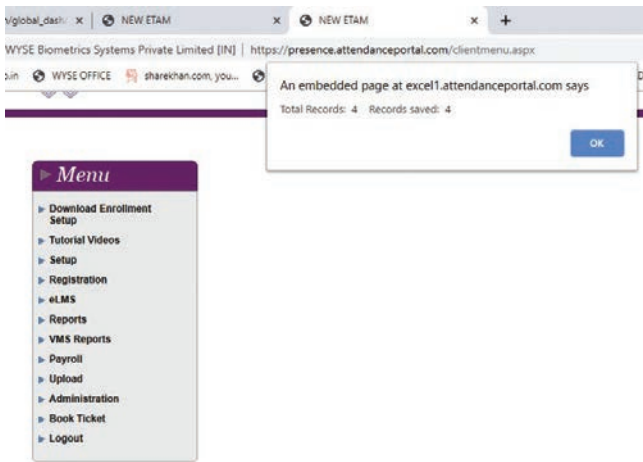 n/global_dash
NEW ETAM
NEW ETAM
WYSE Biometrics Systems Private Limited [IN] | https://presence.attendanceportal.com/clientmenu.aspx
o.in WYSE OFFICE sharekhan.com, you...
An embedded page at excel1.attendanceportal.com says
Total Records: 4 Records saved: 4
OK
Menu
Download Enrollment
Setup
Tutorial Videos
Setup
Registration
eLMS
Reports
VMS Reports
Payroll
Upload
Administration
Book Ticket
Logout